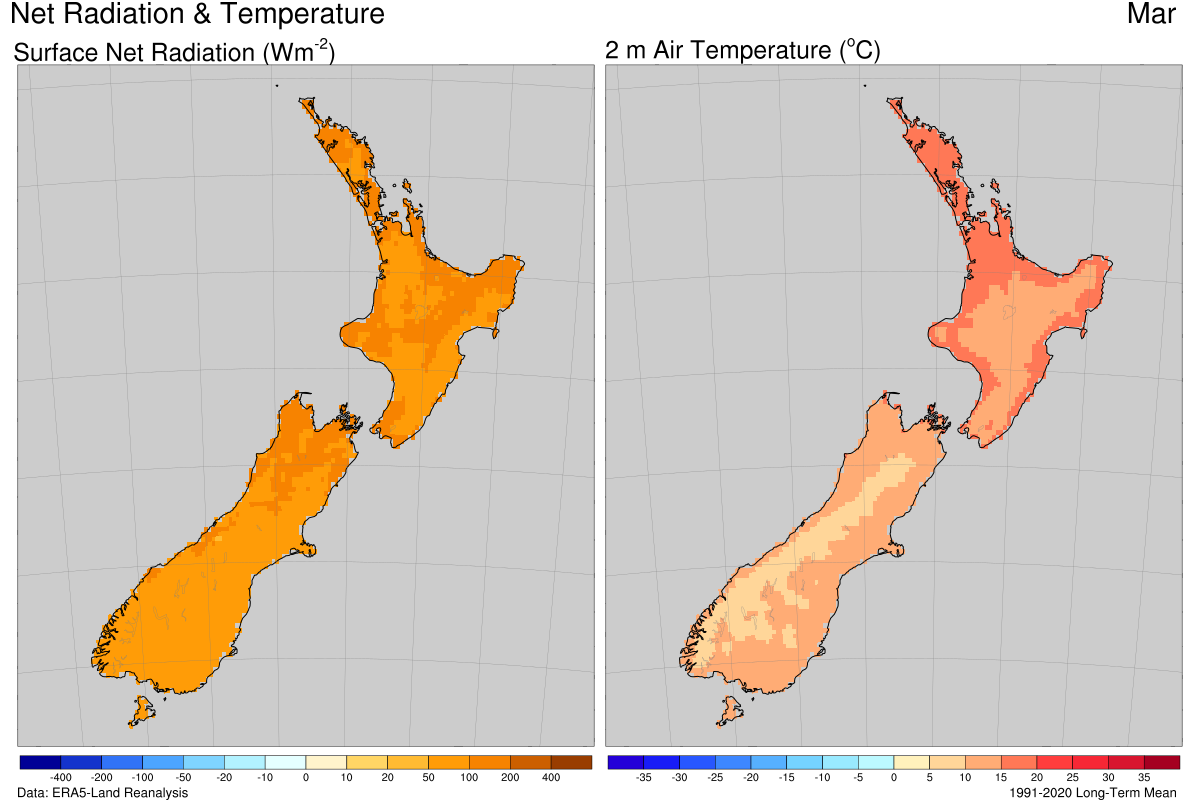 Net Radiation & Temperature
Mar
Surface Net Radiation (Wm-2)
2 m Air Temperature (oC)
-400 -200 -100 -50 -20 -10 0 10 20 50 100 200 400
-35 -30 -25 -20 -15 -10 -5 0 5 10 15 20 25 30 35
Data: ERA5-Land Reanalysis
1991-2020 Long-Term Mean